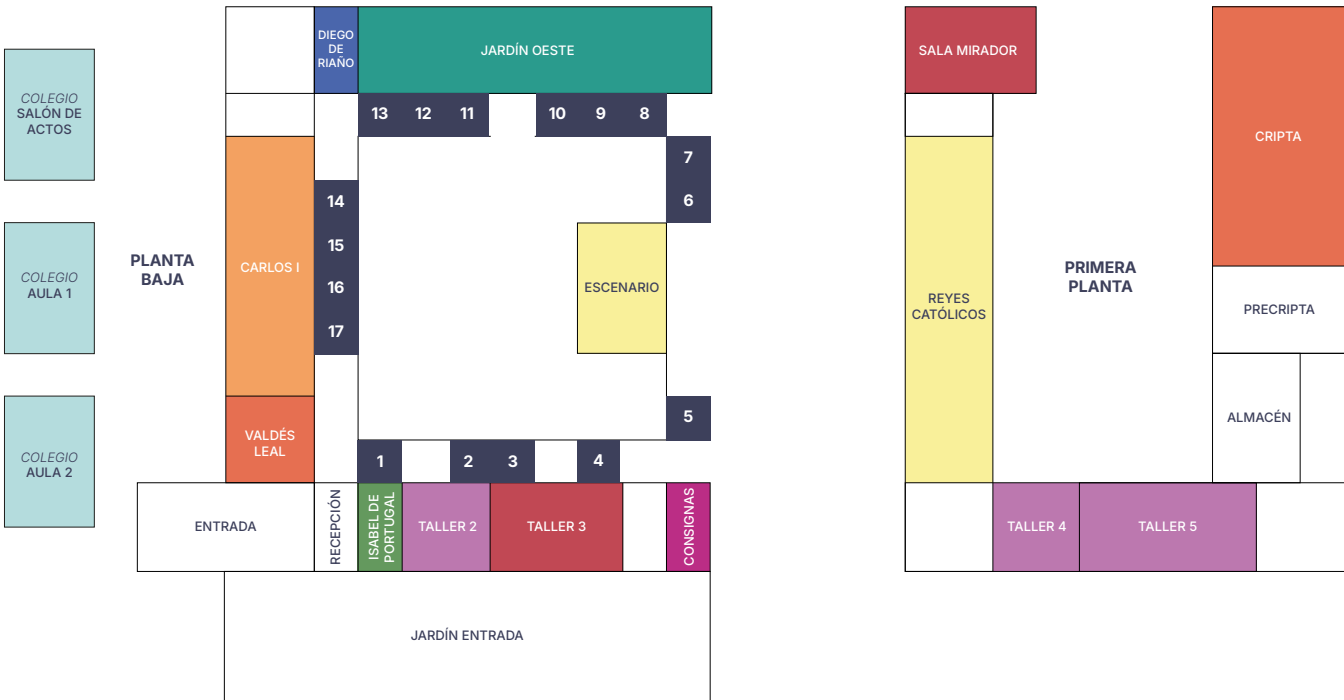 COLEGIO
SALÓN DE
ACTOS
COLEGIO
AULA 1
COLEGIO
AULA 2
PLANTA
BAJA
DIEGO
DE
RIAÑO
JARDÍN OESTE
13 12 11 10 9 8
7
6
14
15
16
17
CARLOS I
ESCENARIO
VALDÉS
LEAL
5
1 2 3 4
ENTRADA
RECEPCIÓN
ISABEL DE
PORTUGAL
TALLER 2
TALLER 3
CONSIGNAS
JARDÍN ENTRADA
SALA MIRADOR
CRIPTA
PRIMERA
PLANTA
REYES
CATÓLICOS
PRECRIPTA
ALMACÉN
TALLER 4
TALLER 5